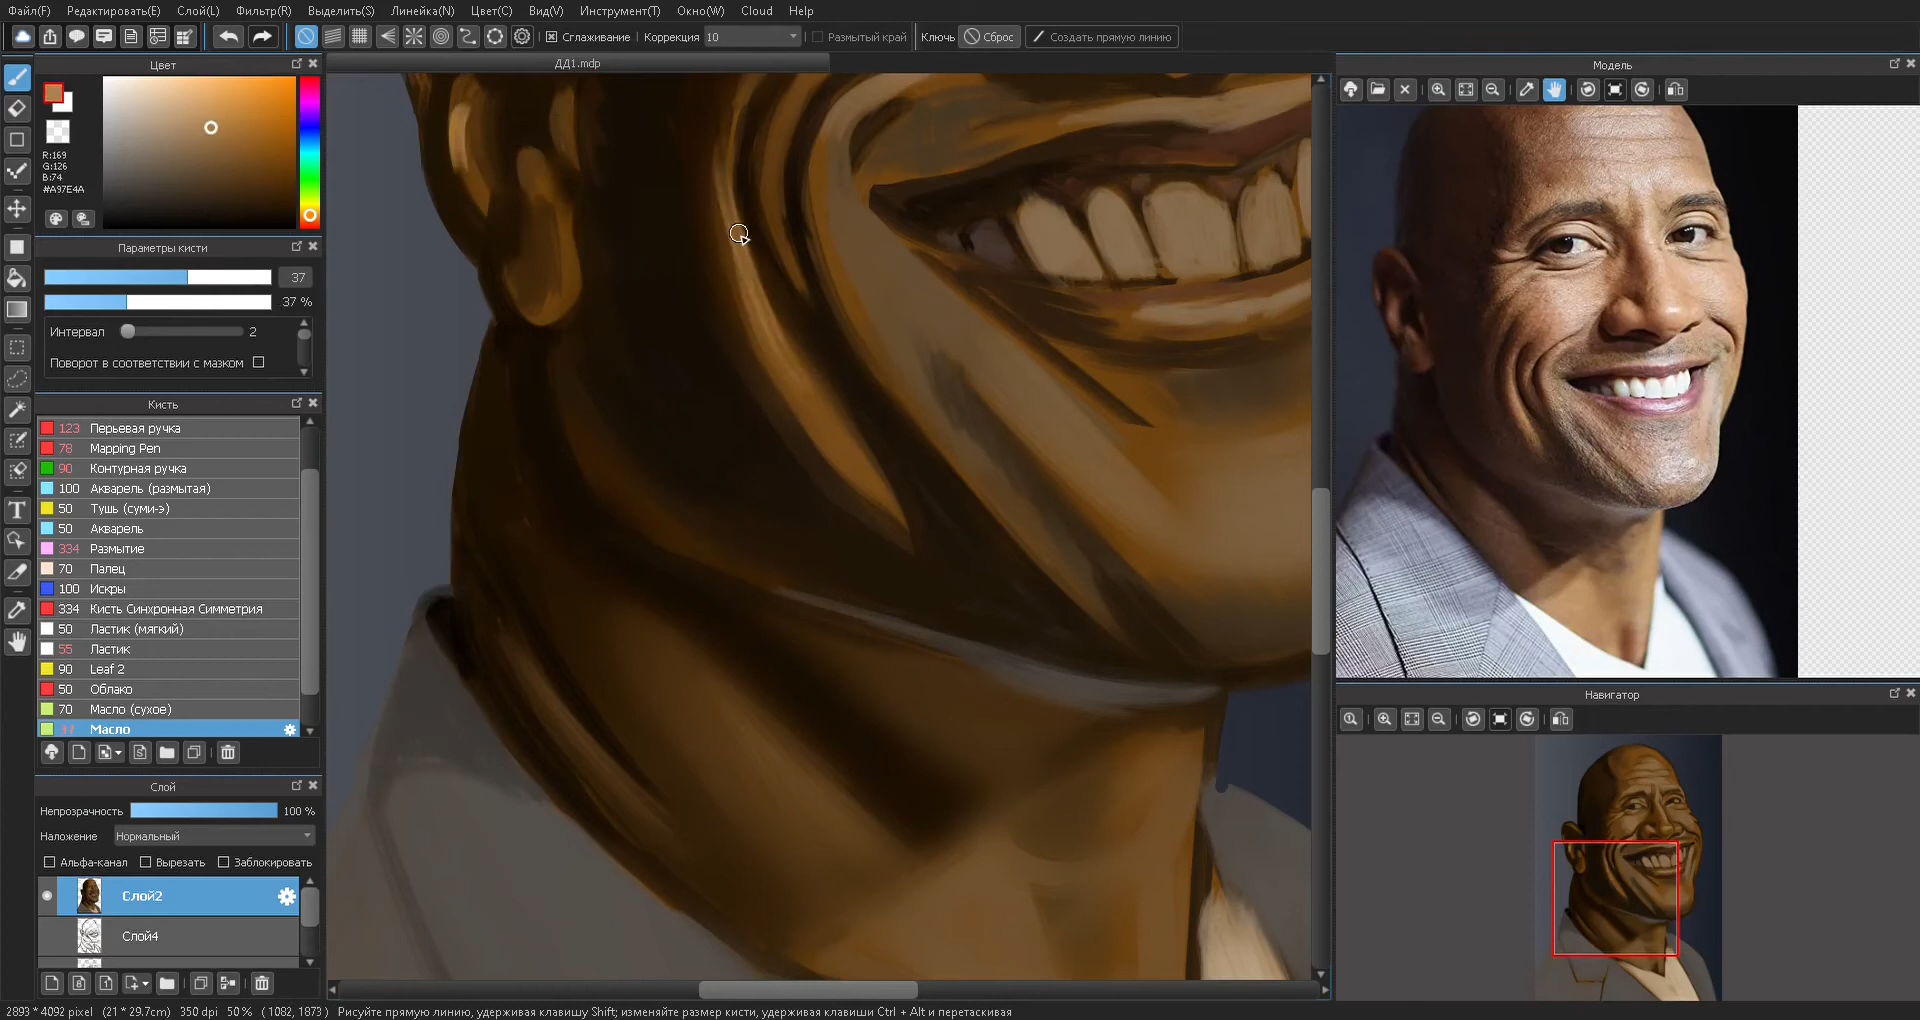 Файл(F) Редактировать(E) Слой(L) Фильтр(R) Выделить(S) Линейка(N) Цвет(C) Вид(V) Инструмент(T) Окно(W) Cloud Help
Сглаживание Коррекция 10 Размытый край Ключь Сброс Создать прямую линию
Цвет
ДД1.mdp
Модель
R:169
G:126
B:74
#A97E4A
Параметры кисти
37
37 %
Интервал 2
Поворот в соответствии с мазком
Кисть
123 Перьевая ручка
78 Mapping Pen
90 Контурная ручка
100 Акварель (размытая)
50 Тушь (суми-э)
50 Акварель
334 Размытие
70 Палец
100 Искры
334 Кисть Синхронная Симметрия
50 Ластик (мягкий)
55 Ластик
90 Leaf 2
50 Облако
70 Масло (сухое)
37 Масло
Навигатор
Слой
Непрозрачность 100 %
Наложение Нормальный
Альфа-канал Вырезать Заблокировать
Слой2
Слой4
2893 * 4092 pixel (21 * 29.7cm) 350 dpi 50 % ( 1082, 1873 ) Рисуйте прямую линию, удерживая клавишу Shift; изменяйте размер кисти, удерживая клавиши Ctrl + Alt и перетаскивая